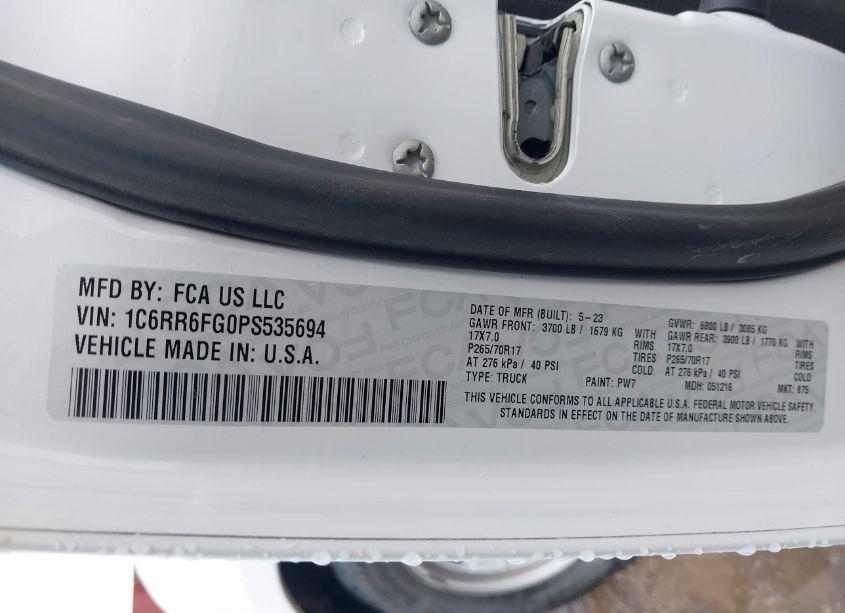 MFD BY: FCA US LLC
VIN: 1C6RR6FG0PS535694
VEHICLE MADE IN: U.S.A.
DATE OF MFR (BUILT): 5-23 GVWR: 6800 LB / 3085 KG
GAWR FRONT: 3700 LB / 1679 KG WITH GAWR REAR: 3900 LB / 1770 KG WITH
17X7.0 RIMS 17X7.0 RIMS
P265/70R17 TIRES P265/70R17 TIRES
AT 276 kPa / 40 PSI COLD AT 276 kPa / 40 PSI COLD
TYPE: TRUCK PAINT: PW7 MDH: 051216 MKT: 875
THIS VEHICLE CONFORMS TO ALL APPLICABLE U.S.A. FEDERAL MOTOR VEHICLE SAFETY
STANDARDS IN EFFECT ON THE DATE OF MANUFACTURE SHOWN ABOVE.